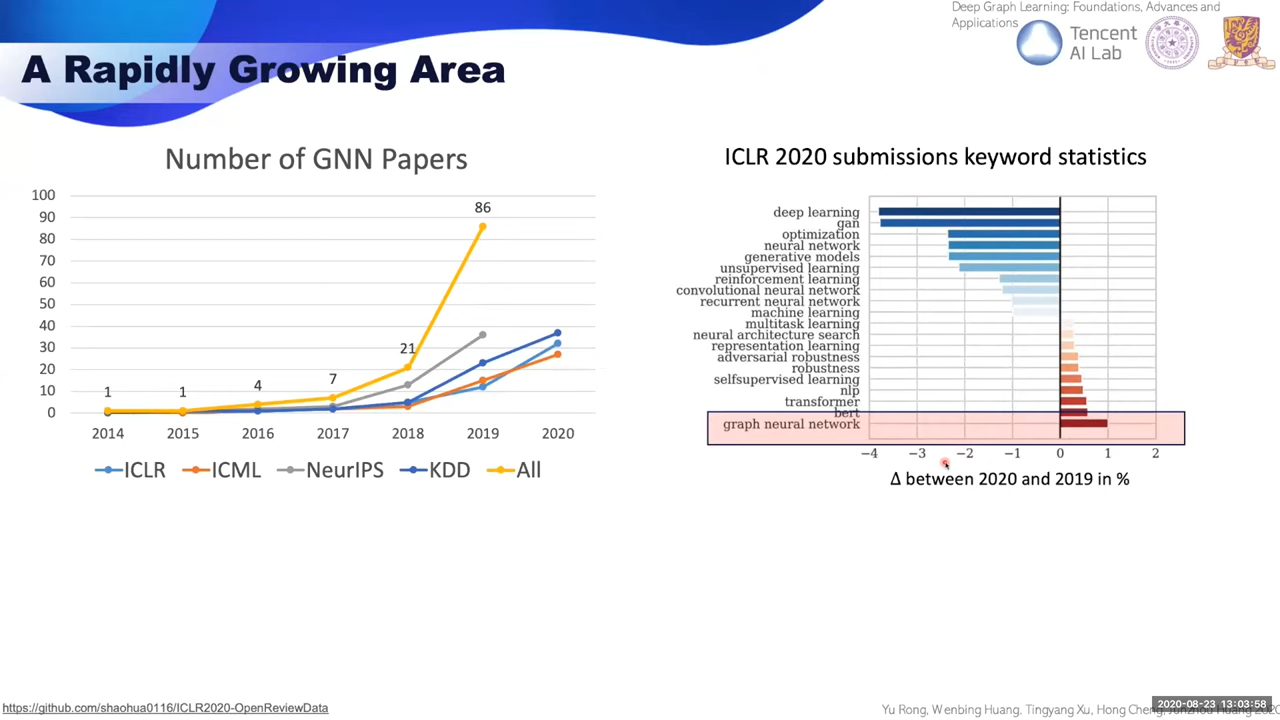 Deep Graph Learning: Foundations, Advances and
Applications
Tencent
AI Lab
A Rapidly Growing Area
Number of GNN Papers
100
90
80
70
60
50
40
30
20
10
0
1
1
4
7
21
86
2014 2015 2016 2017 2018 2019 2020
ICLR ICML NeurIPS KDD All
ICLR 2020 submissions keyword statistics
deep learning
gan
optimization
neural network
generative models
unsupervised learning
reinforcement learning
convolutional neural network
recurrent neural network
machine learning
multitask learning
neural architecture search
representation learning
adversarial robustness
robustness
selfsupervised learning
nlp
transformer
bert
graph neural network
−4 −3 −2 −1 0 1 2
Δ between 2020 and 2019 in %
https://github.com/shaohua0116/ICLR2020-OpenReviewData
2020-08-23 13:03:58
Yu Rong, Wenbing Huang, Tingyang Xu, Hong Cheng, Junzhou Huang 2020